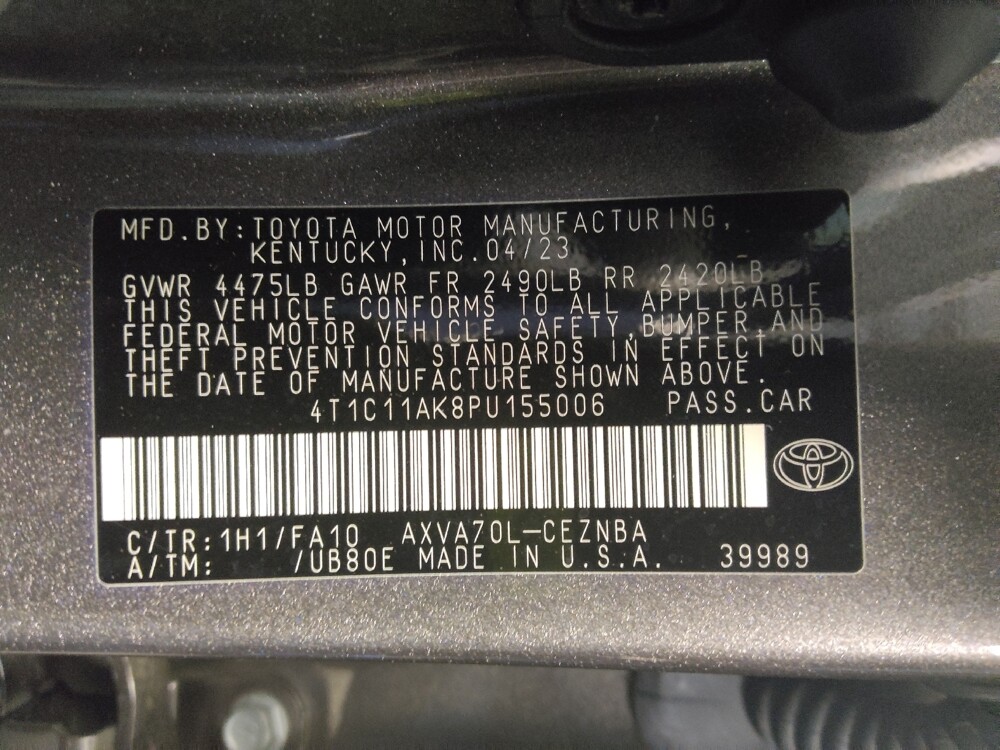 MFD.BY:TOYOTA MOTOR MANUFACTURING,
KENTUCKY,INC.04/23
GVWR 4475LB GAWR FR 2490LB RR 2420LB
THIS VEHICLE CONFORMS TO ALL APPLICABLE
FEDERAL MOTOR VEHICLE SAFETY,BUMPER,AND
THEFT PREVENTION STANDARDS IN EFFECT ON
THE DATE OF MANUFACTURE SHOWN ABOVE.
4T1C11AK8PU155006 PASS.CAR
C/TR:1H1/FA10 AXVA70L-CEZNBA
A/TM: /UB80E MADE IN U.S.A. 39989